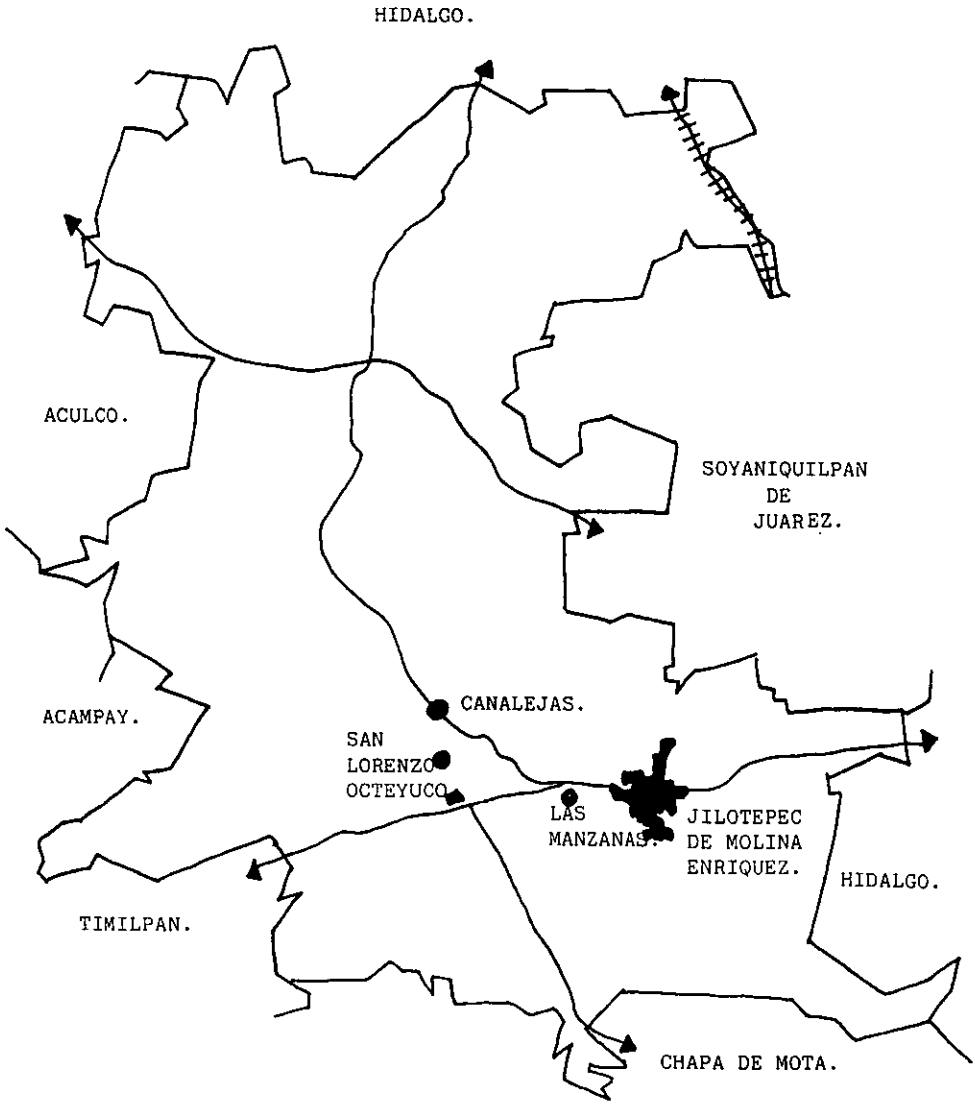 HIDALGO.
ACULCO.
SOYANIQUILPAN
DE
JUAREZ.
ACAMPAY.
CANALEJAS.
SAN
LORENZO
OCTEYUCO.
LAS
MANZANAS.
JILOTEPEC
DE MOLINA
ENRIQUEZ.
HIDALGO.
TIMILPAN.
CHAPA DE MOTA.